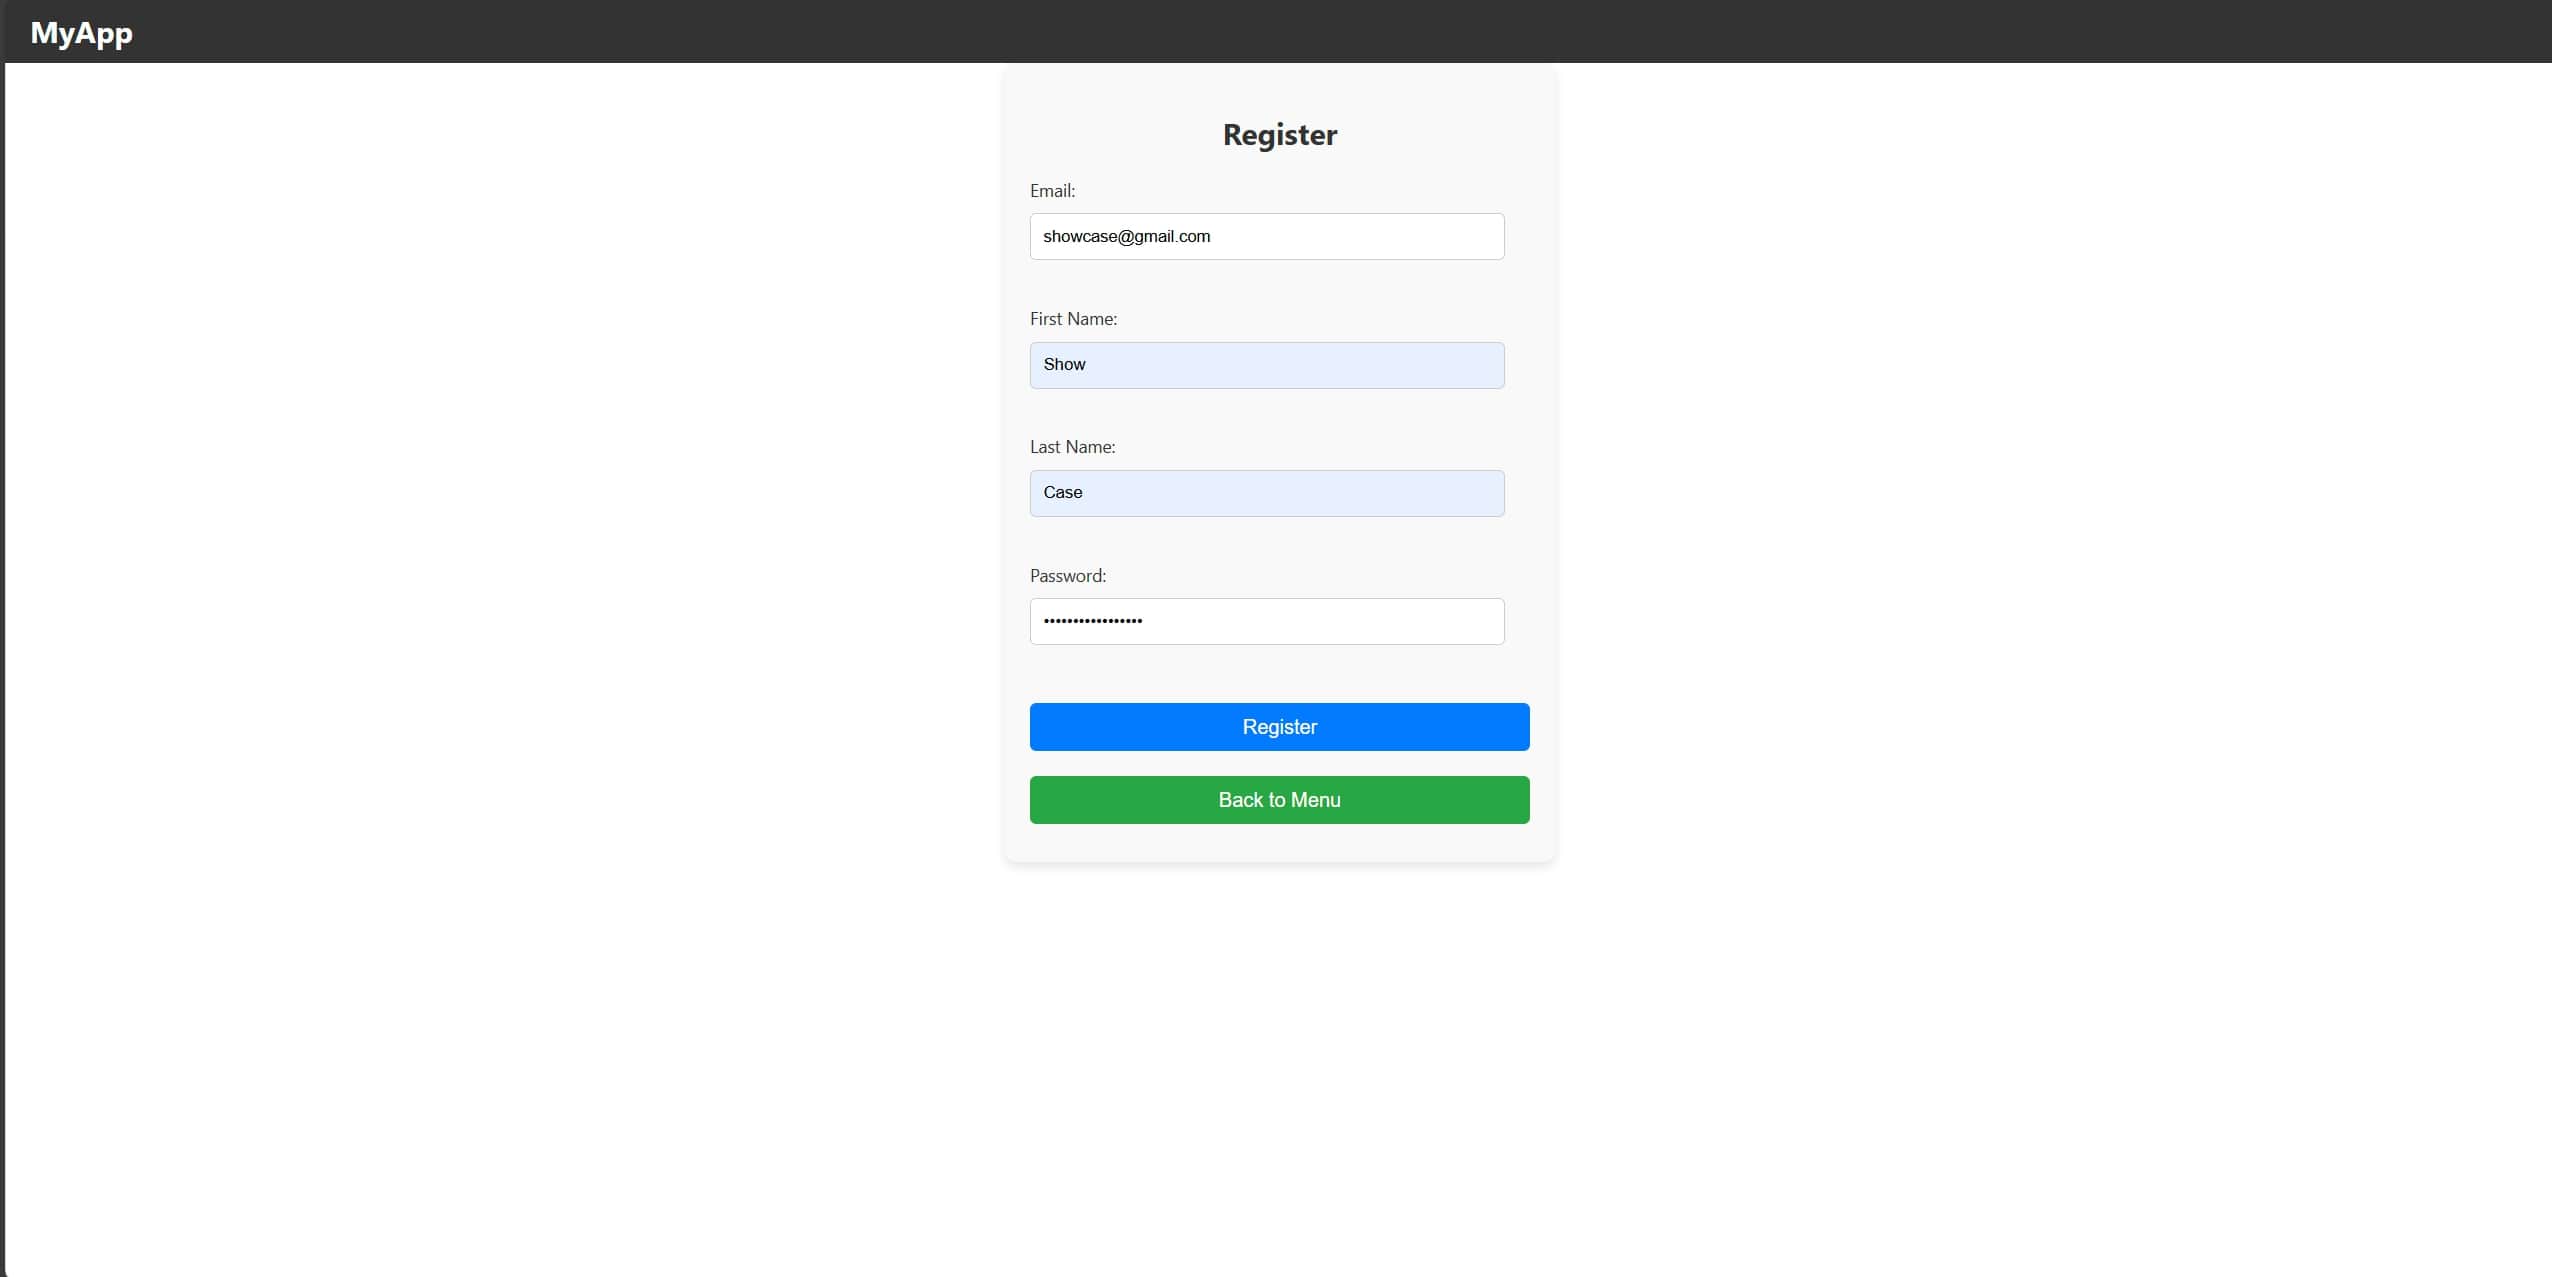 MyApp
Register
Email:
showcase@gmail.com
First Name:
Show
Last Name:
Case
Password:
•••••••••••••••••
Register
Back to Menu